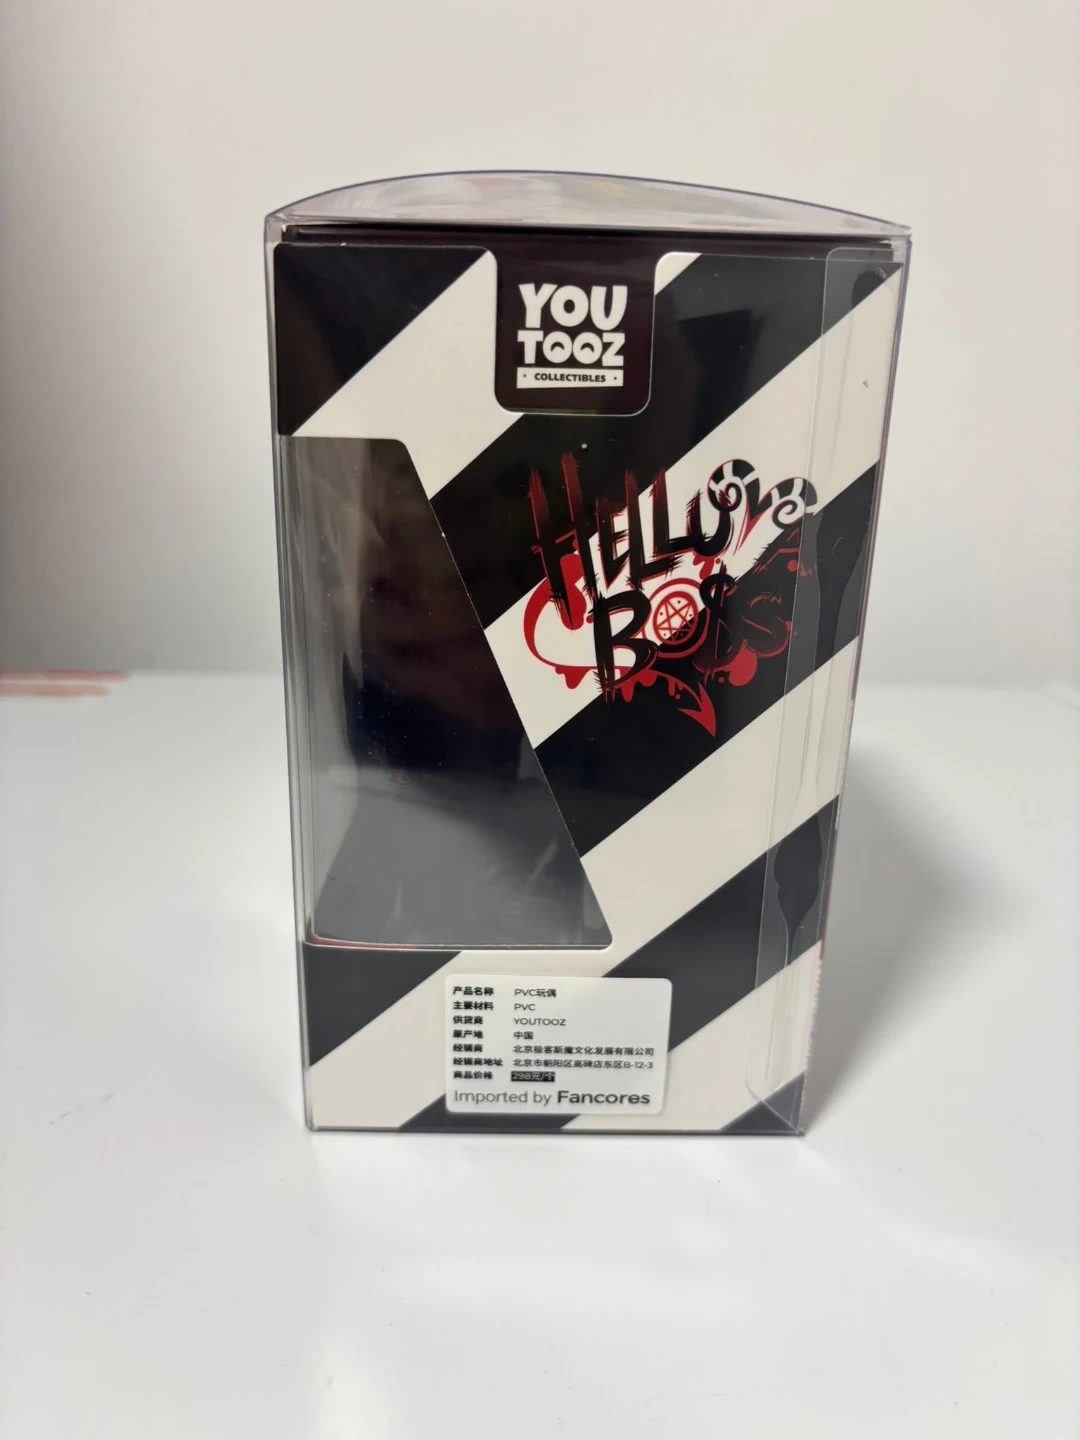 YOU
TOOZ
· COLLECTIBLES ·
HELLUVA
BO$S
产品名称 PVC玩偶
主要材料 PVC
供货商 YOUTOOZ
原产地 中国
经销商 北京极客斯魔文化发展有限公司
经销商地址 北京市朝阳区高碑店东区B-12-3
商品价格 298元/个
Imported by Fancores